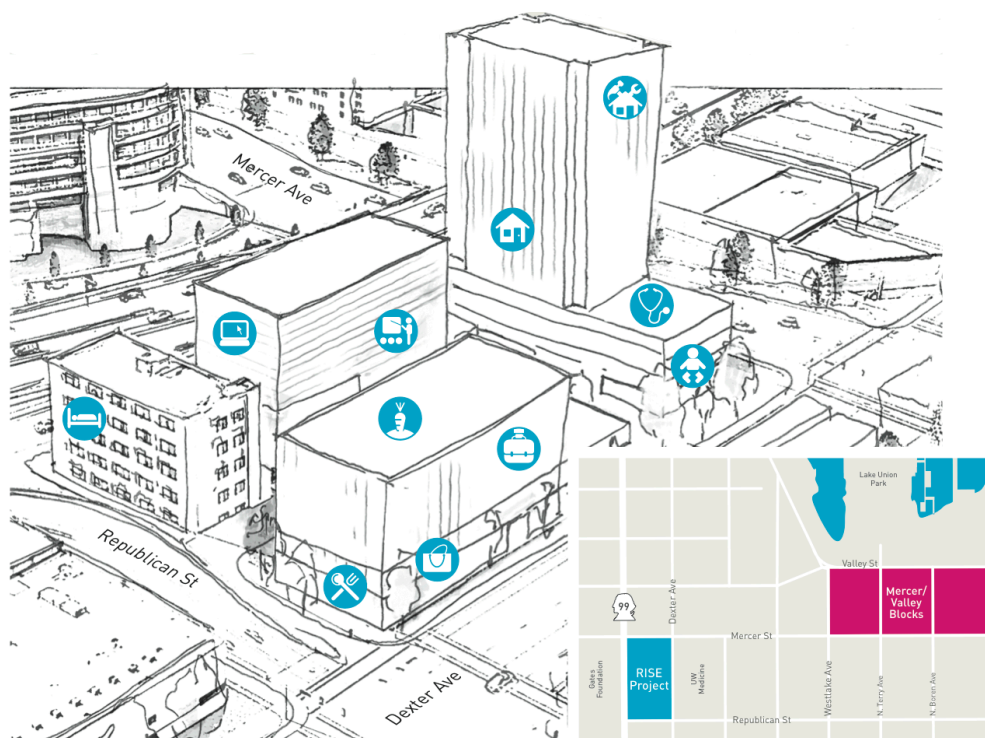 Mercer Ave
Republican St
Dexter Ave
Lake Union
Park
Valley St
Mercer/
Valley
Blocks
99
Dexter Ave
Mercer St
Gates
Foundation
RISE
Project
UW
Medicine
Westlake Ave
N. Terry Ave
N. Boren Ave
Republican St